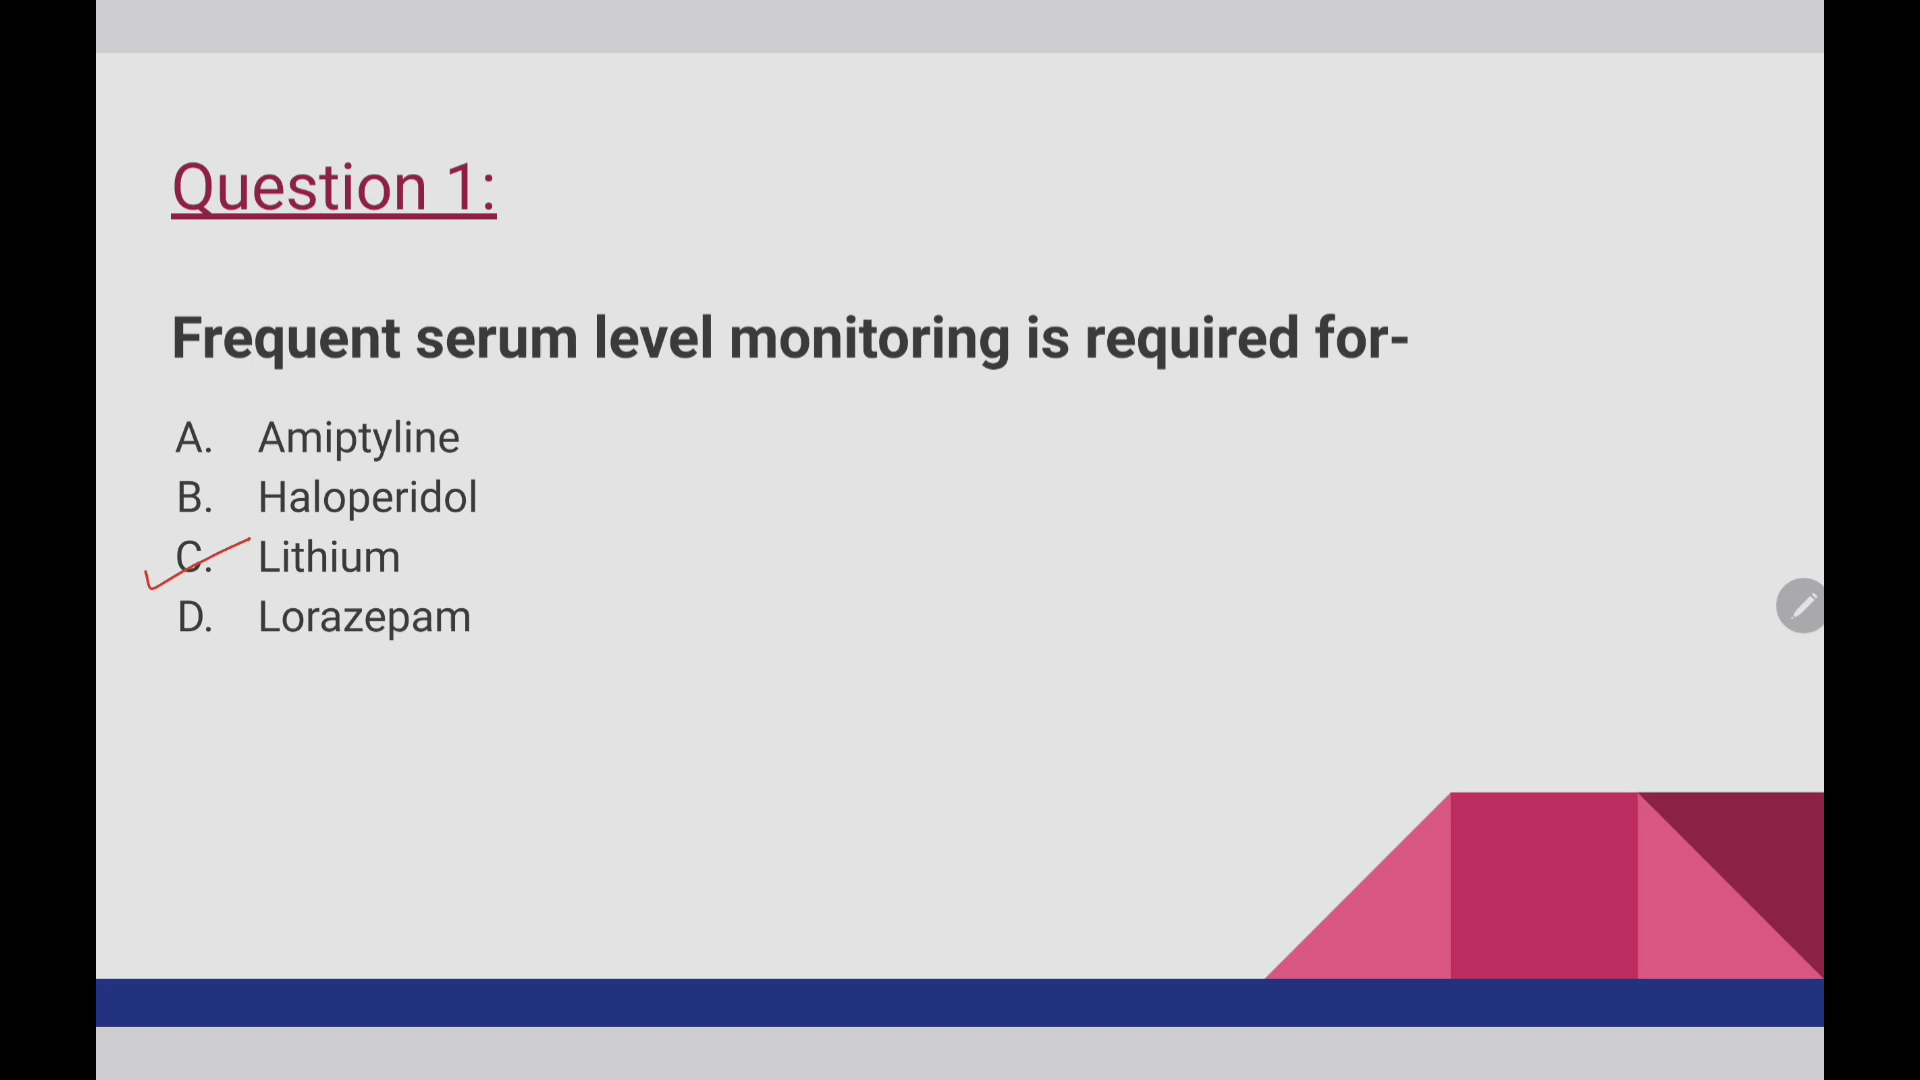 Question 1:
Frequent serum level monitoring is required for-
A. Amiptyline
B. Haloperidol
C. Lithium
D. Lorazepam